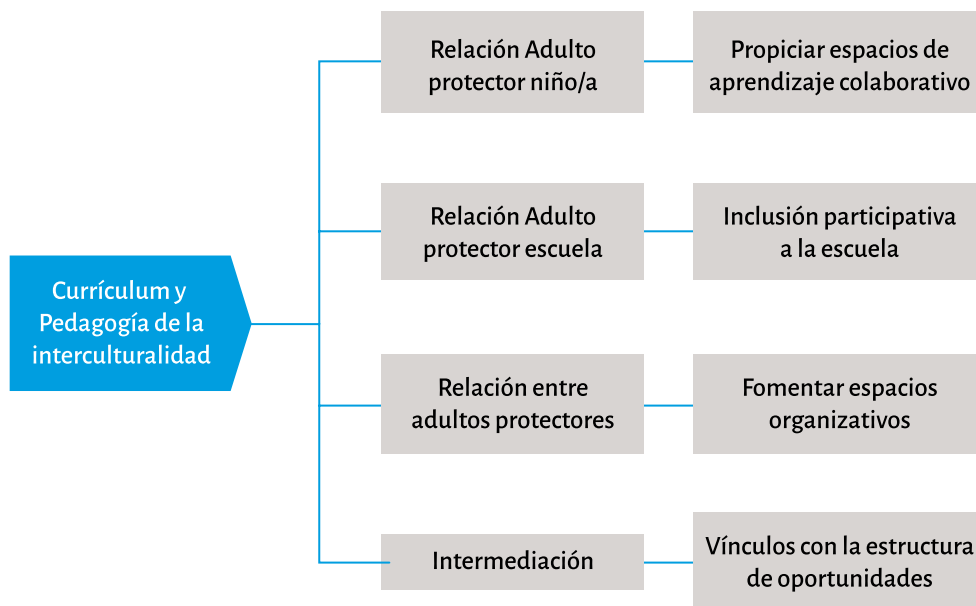 Currículum y
Pedagogía de la
interculturalidad
Relación Adulto
protector niño/a
Propiciar espacios de
aprendizaje colaborativo
Relación Adulto
protector escuela
Inclusión participativa
a la escuela
Relación entre
adultos protectores
Fomentar espacios
organizativos
Intermediación
Vínculos con la estructura
de oportunidades